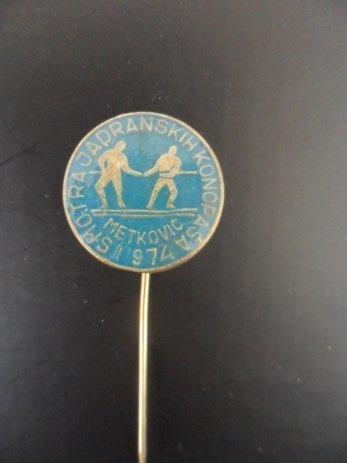 SMOTRA JADRANSKIH KONOPAŠA
METKOVIĆ
1974